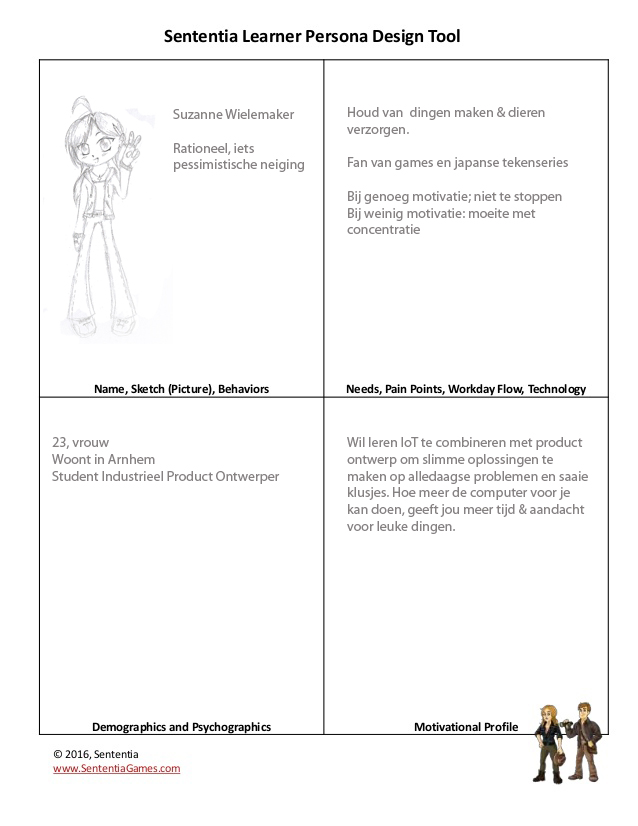 Sententia Learner Persona Design Tool
Suzanne Wielemaker
Rationeel, iets
pessimistische neiging
Name, Sketch (Picture), Behaviors
Houd van  dingen maken & dieren
verzorgen.
Fan van games en japanse tekenseries
Bij genoeg motivatie; niet te stoppen
Bij weinig motivatie: moeite met
concentratie
Needs, Pain Points, Workday Flow, Technology
23, vrouw
Woont in Arnhem
Student Industrieel Product Ontwerper
Demographics and Psychographics
Wil leren IoT te combineren met product
ontwerp om slimme oplossingen te
maken op alledaagse problemen en saaie
klusjes. Hoe meer de computer voor je
kan doen, geeft jou meer tijd & aandacht
voor leuke dingen.
Motivational Profile
© 2016, Sententia
www.SententiaGames.com